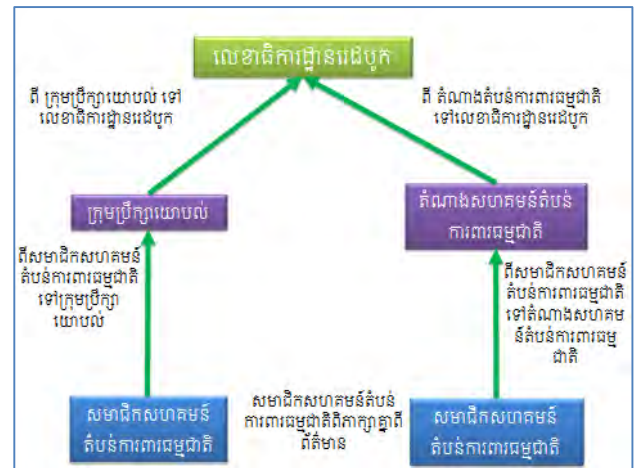 លេខាធិការដ្ឋានរេដបូក
ពី ក្រុមប្រឹក្សាយោបល់ ទៅ
លេខាធិការដ្ឋានរេដបូក
ពី តំណាងតំបន់ការពារធម្មជាតិ
ទៅលេខាធិការដ្ឋានរេដបូក
ក្រុមប្រឹក្សាយោបល់
តំណាងសហគមន៍តំបន់
ការពារធម្មជាតិ
ពីសមាជិកសហគមន៍
តំបន់ការពារធម្មជាតិ
ទៅក្រុមប្រឹក្សា
យោបល់
ពីសមាជិកសហគមន៍
តំបន់ការពារធម្មជាតិ
ទៅតំណាងសហគម
ន៍តំបន់ការពារធម្ម
ជាតិ
សមាជិកសហគមន៍
តំបន់ការពារធម្មជាតិ
សមាជិកសហគមន៍តំបន់
ការពារធម្មជាតិពិភាក្សាគ្នាពី
ព័ត៌មាន
សមាជិកសហគមន៍
តំបន់ការពារធម្មជាតិ